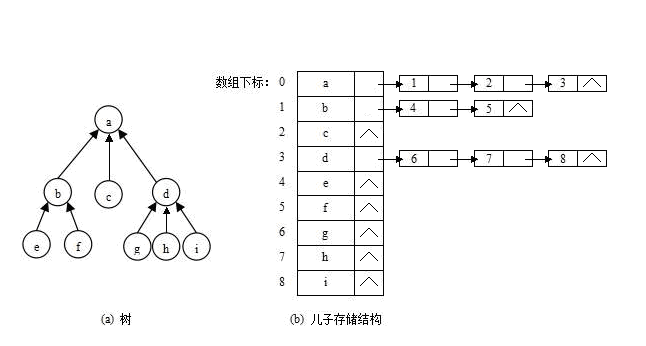 数组下标: 0 a 1 2 3 ^
1 b 4 5 ^
a 2 c ^
3 d 6 7 8 ^
b c d 4 e ^
5 f ^
e f g h i 6 g ^
7 h ^
8 i ^
(a) 树 (b) 儿子存储结构